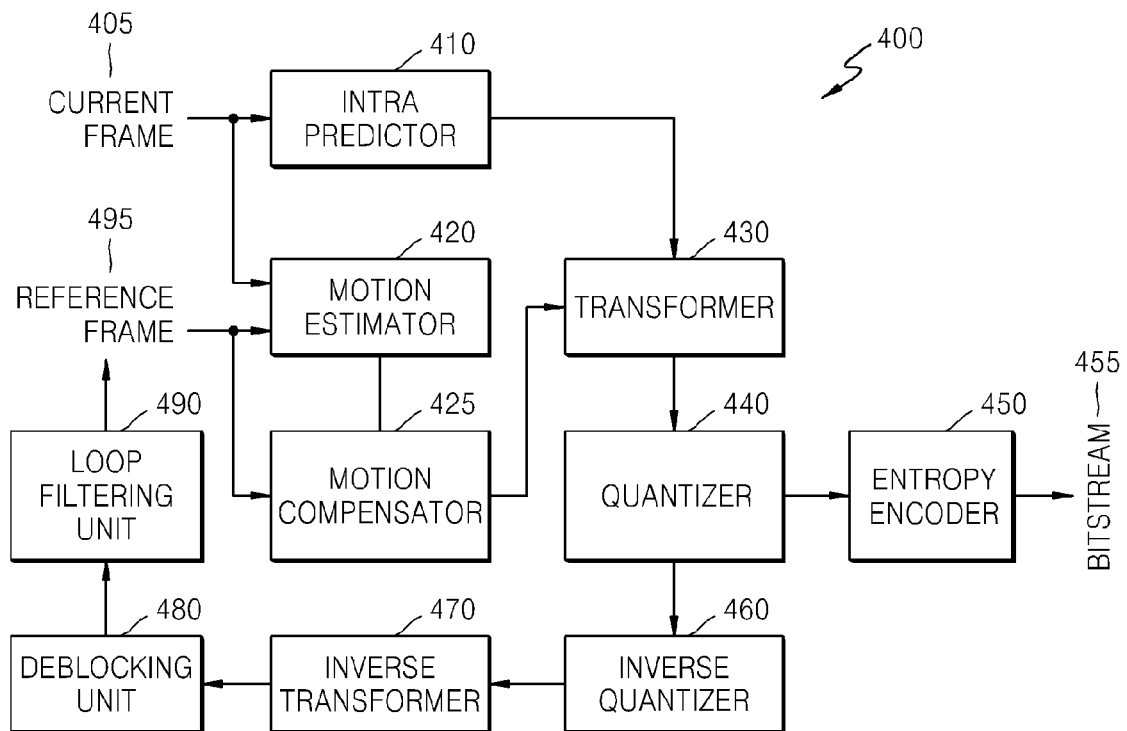 405
410
400
CURRENT
FRAME
INTRA
PREDICTOR
495
420
430
REFERENCE
FRAME
MOTION
ESTIMATOR
TRANSFORMER
490
425
440
450
455
LOOP
FILTERING
UNIT
MOTION
COMPENSATOR
QUANTIZER
ENTROPY
ENCODER
BITSTREAM
480
470
460
DEBLOCKING
UNIT
INVERSE
TRANSFORMER
INVERSE
QUANTIZER